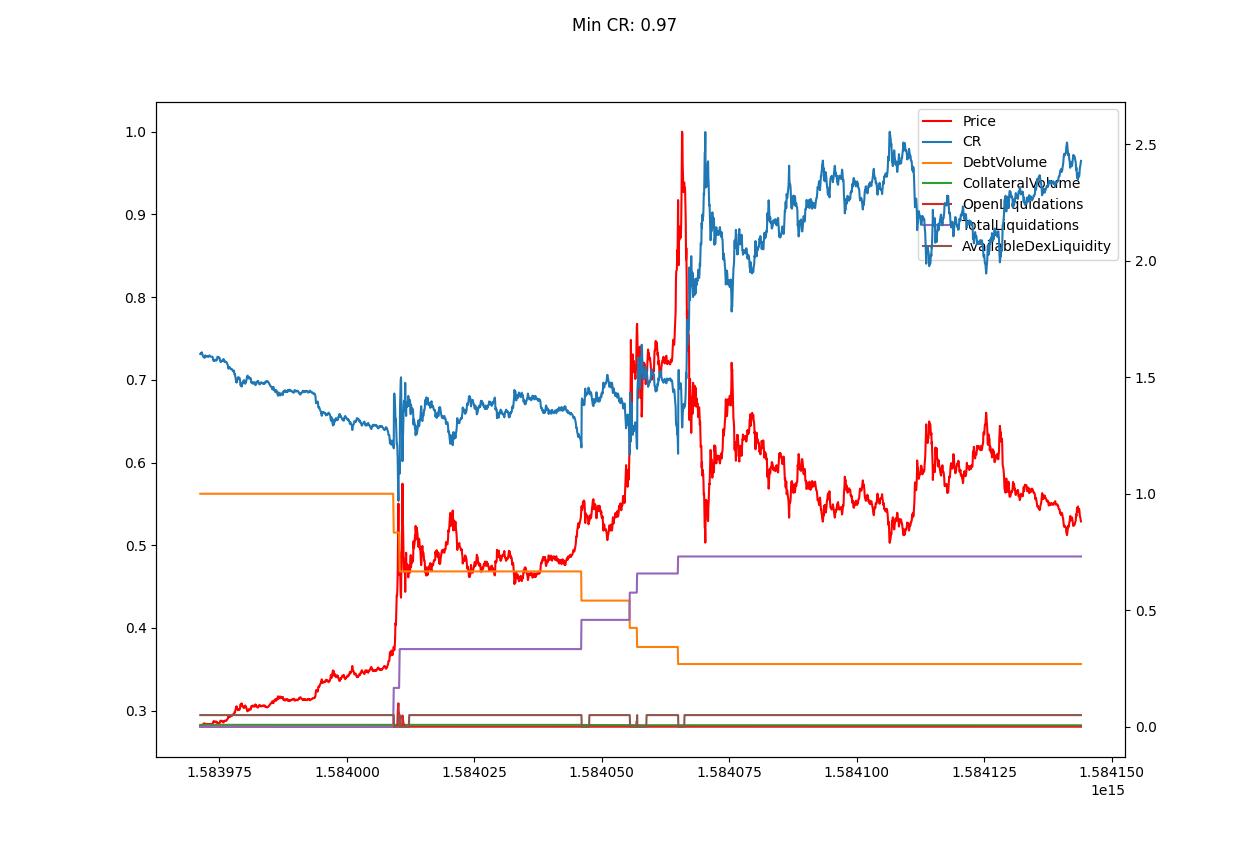 Min CR: 0.97
1.0
0.9
0.8
0.7
0.6
0.5
0.4
0.3
Price
CR
DebtVolume
CollateralVolume
OpenLiquidations
TotalLiquidations
AvailableDexLiquidity
2.5
2.0
1.5
1.0
0.5
0.0
1.583975 1.584000 1.584025 1.584050 1.584075 1.584100 1.584125 1.584150
1e15